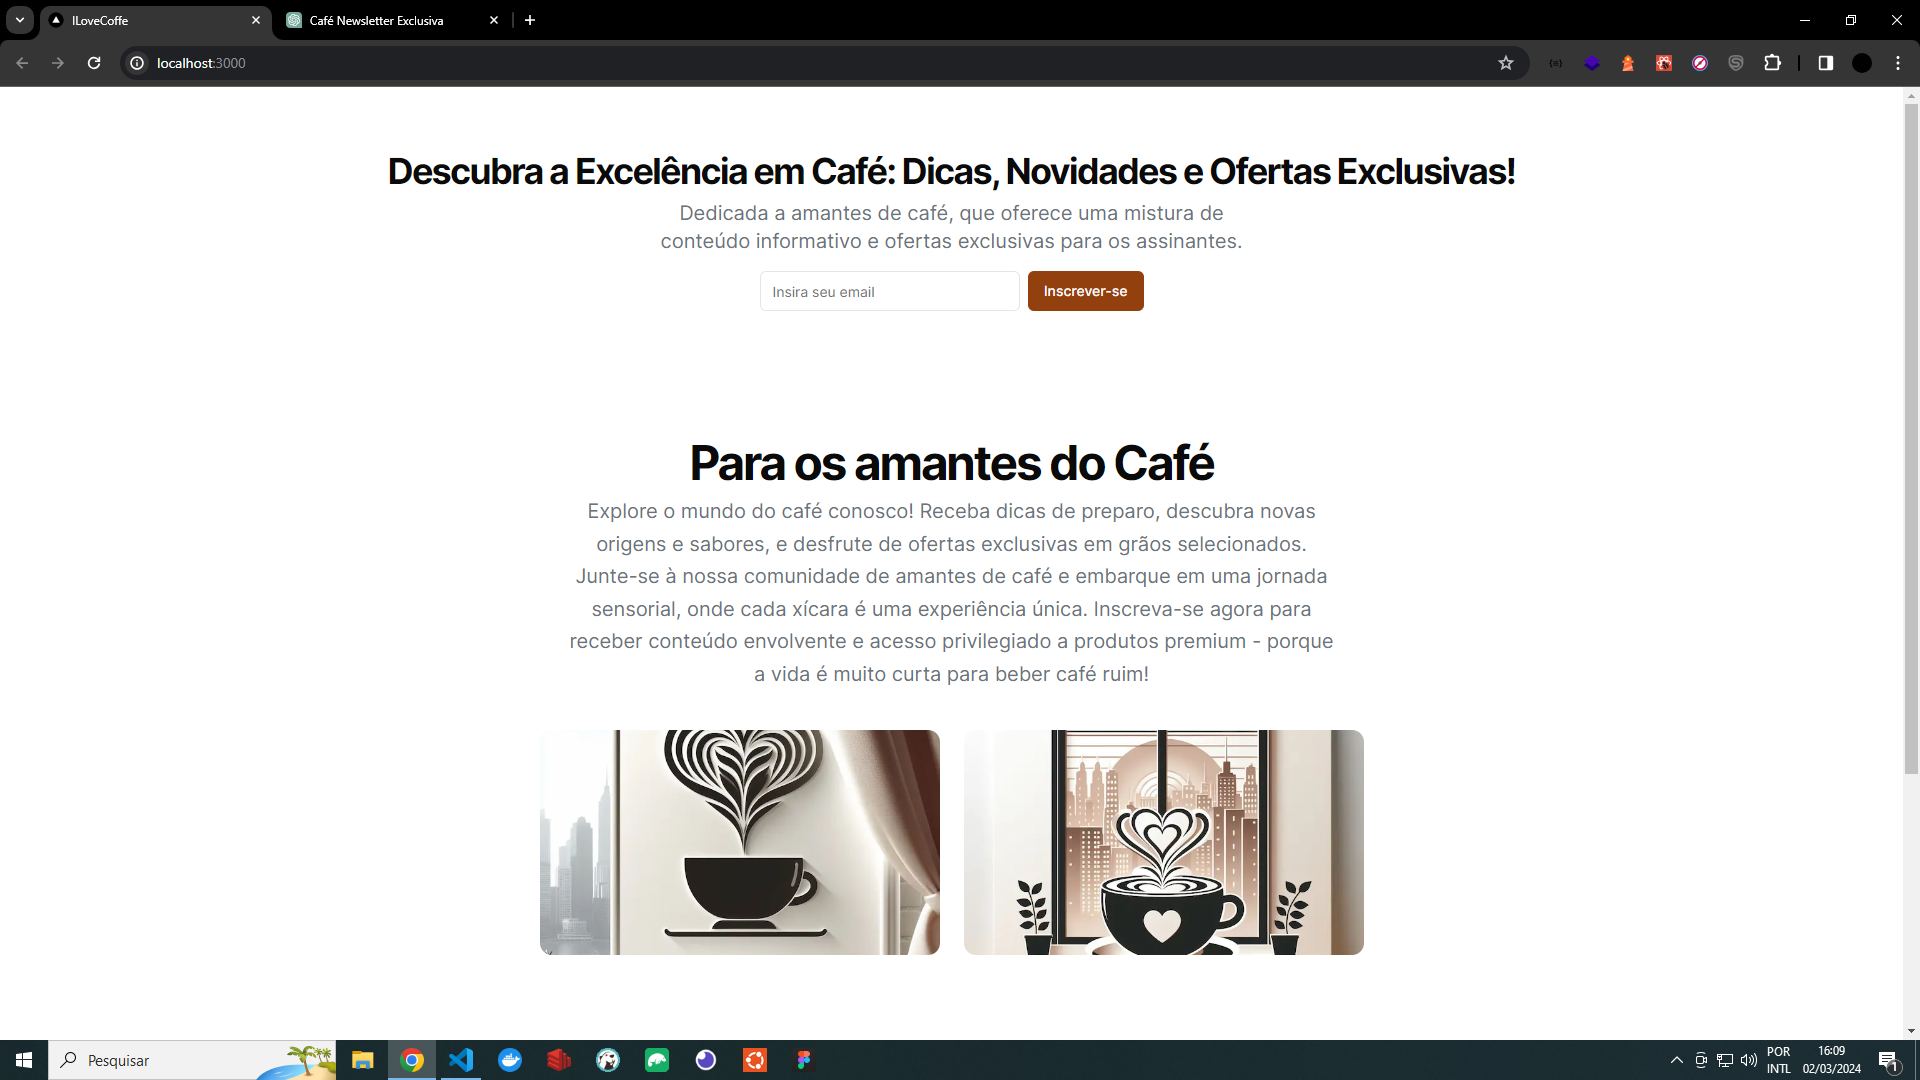 ILoveCoffe
Café Newsletter Exclusiva
localhost:3000
Descubra a Excelência em Café: Dicas, Novidades e Ofertas Exclusivas!
Dedicada a amantes de café, que oferece uma mistura de
conteúdo informativo e ofertas exclusivas para os assinantes.
Insira seu email
Inscrever-se
Para os amantes do Café
Explore o mundo do café conosco! Receba dicas de preparo, descubra novas
origens e sabores, e desfrute de ofertas exclusivas em grãos selecionados.
Junte-se à nossa comunidade de amantes de café e embarque em uma jornada
sensorial, onde cada xícara é uma experiência única. Inscreva-se agora para
receber conteúdo envolvente e acesso privilegiado a produtos premium - porque
a vida é muito curta para beber café ruim!
Pesquisar
POR
INTL
16:09
02/03/2024
1